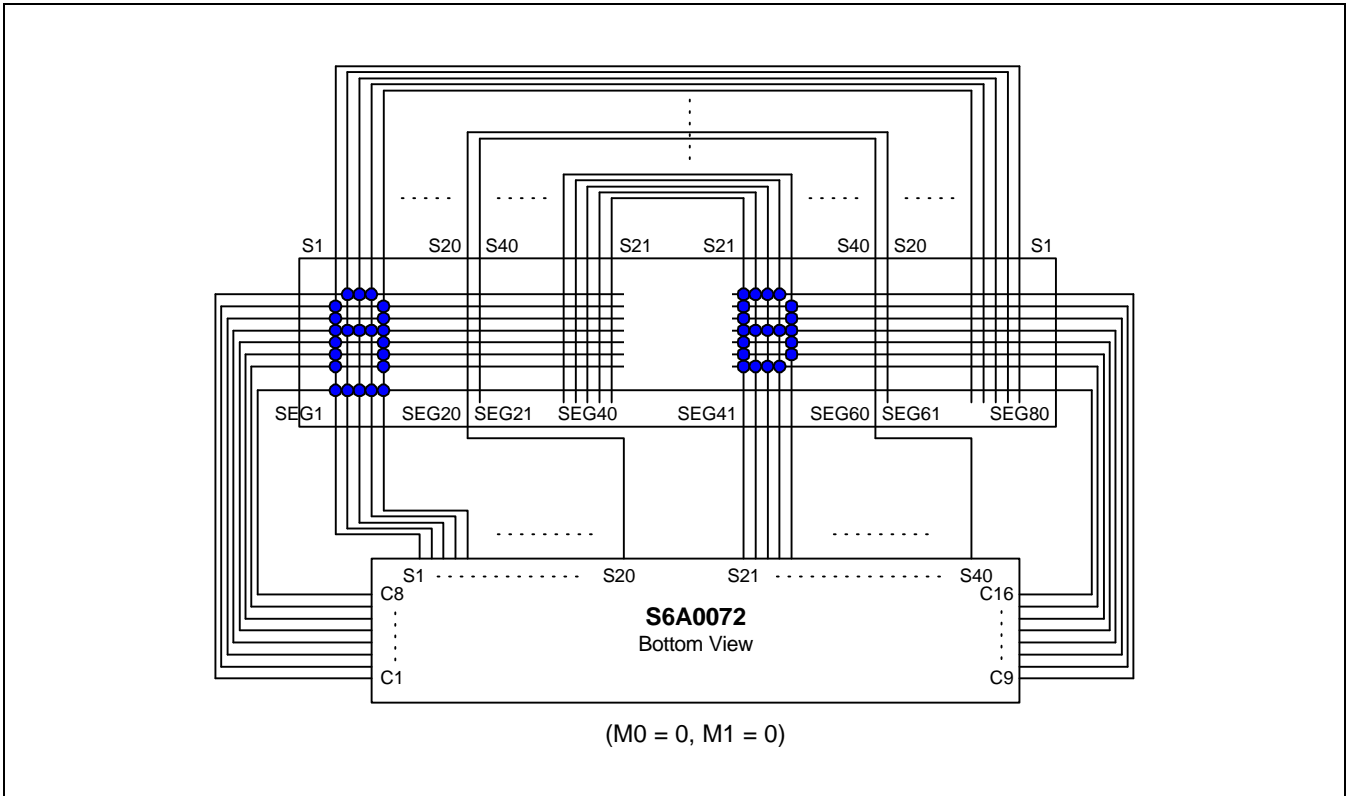 S1 S20 S40 S21 S21 S40 S20 S1
SEG1 SEG20 SEG21 SEG40 SEG41 SEG60 SEG61 SEG80
S1 S20 S21 S40
C8 C16
S6A0072
Bottom View
C1 C9
(M0 = 0, M1 = 0)